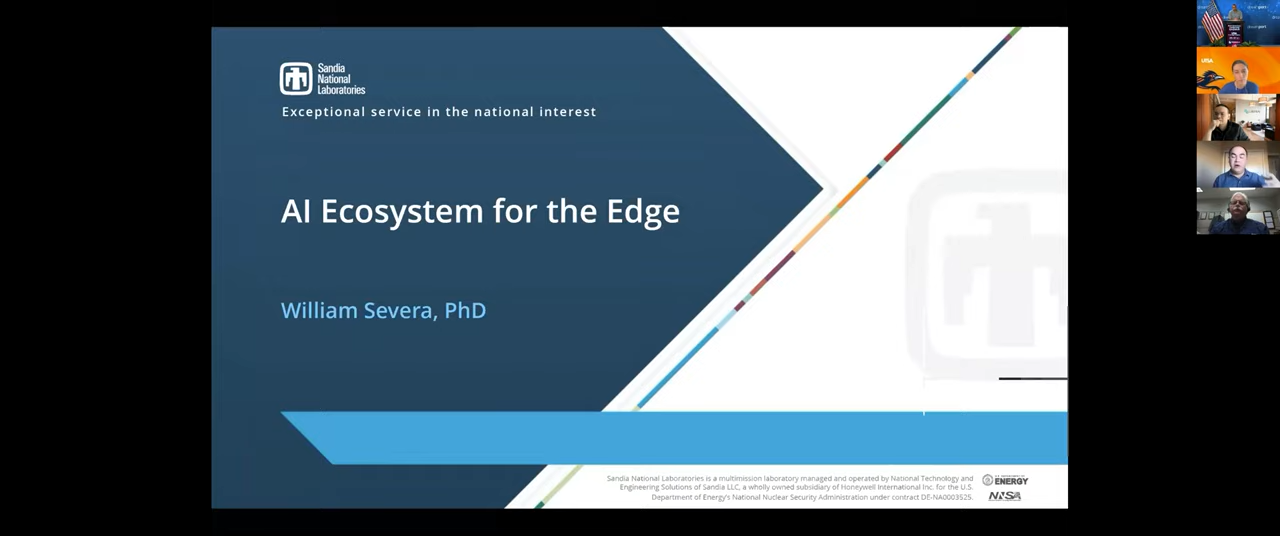 Sandia
National
Laboratories
Exceptional service in the national interest
AI Ecosystem for the Edge
William Severa, PhD
Sandia National Laboratories is a multimission laboratory managed and operated by National Technology and
Engineering Solutions of Sandia LLC, a wholly owned subsidiary of Honeywell International Inc. for the U.S.
Department of Energy's National Nuclear Security Administration under contract DE-NA0003525.
ENERGY
NNSA
UTSA